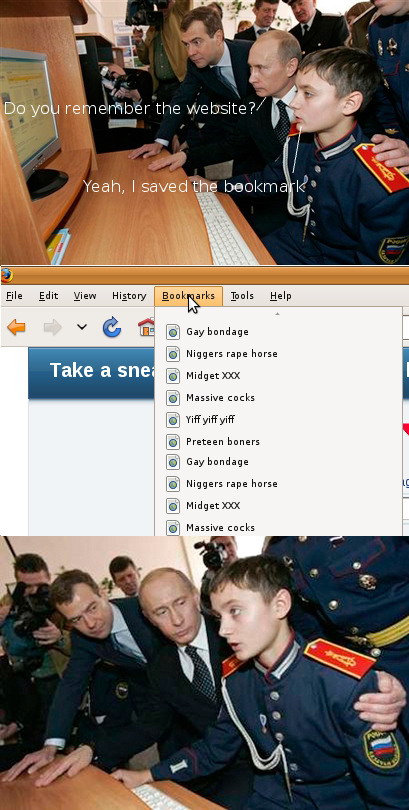 Do you remember the website?
Yeah, I saved the bookmark
File Edit View History Bookmarks Tools Help
Gay bondage
Take a snea
Niggers rape horse
Midget XXX
Massive cocks
Yiff yiff yiff
Preteen boners
Gay bondage
Niggers rape horse
Midget XXX
Massive cocks